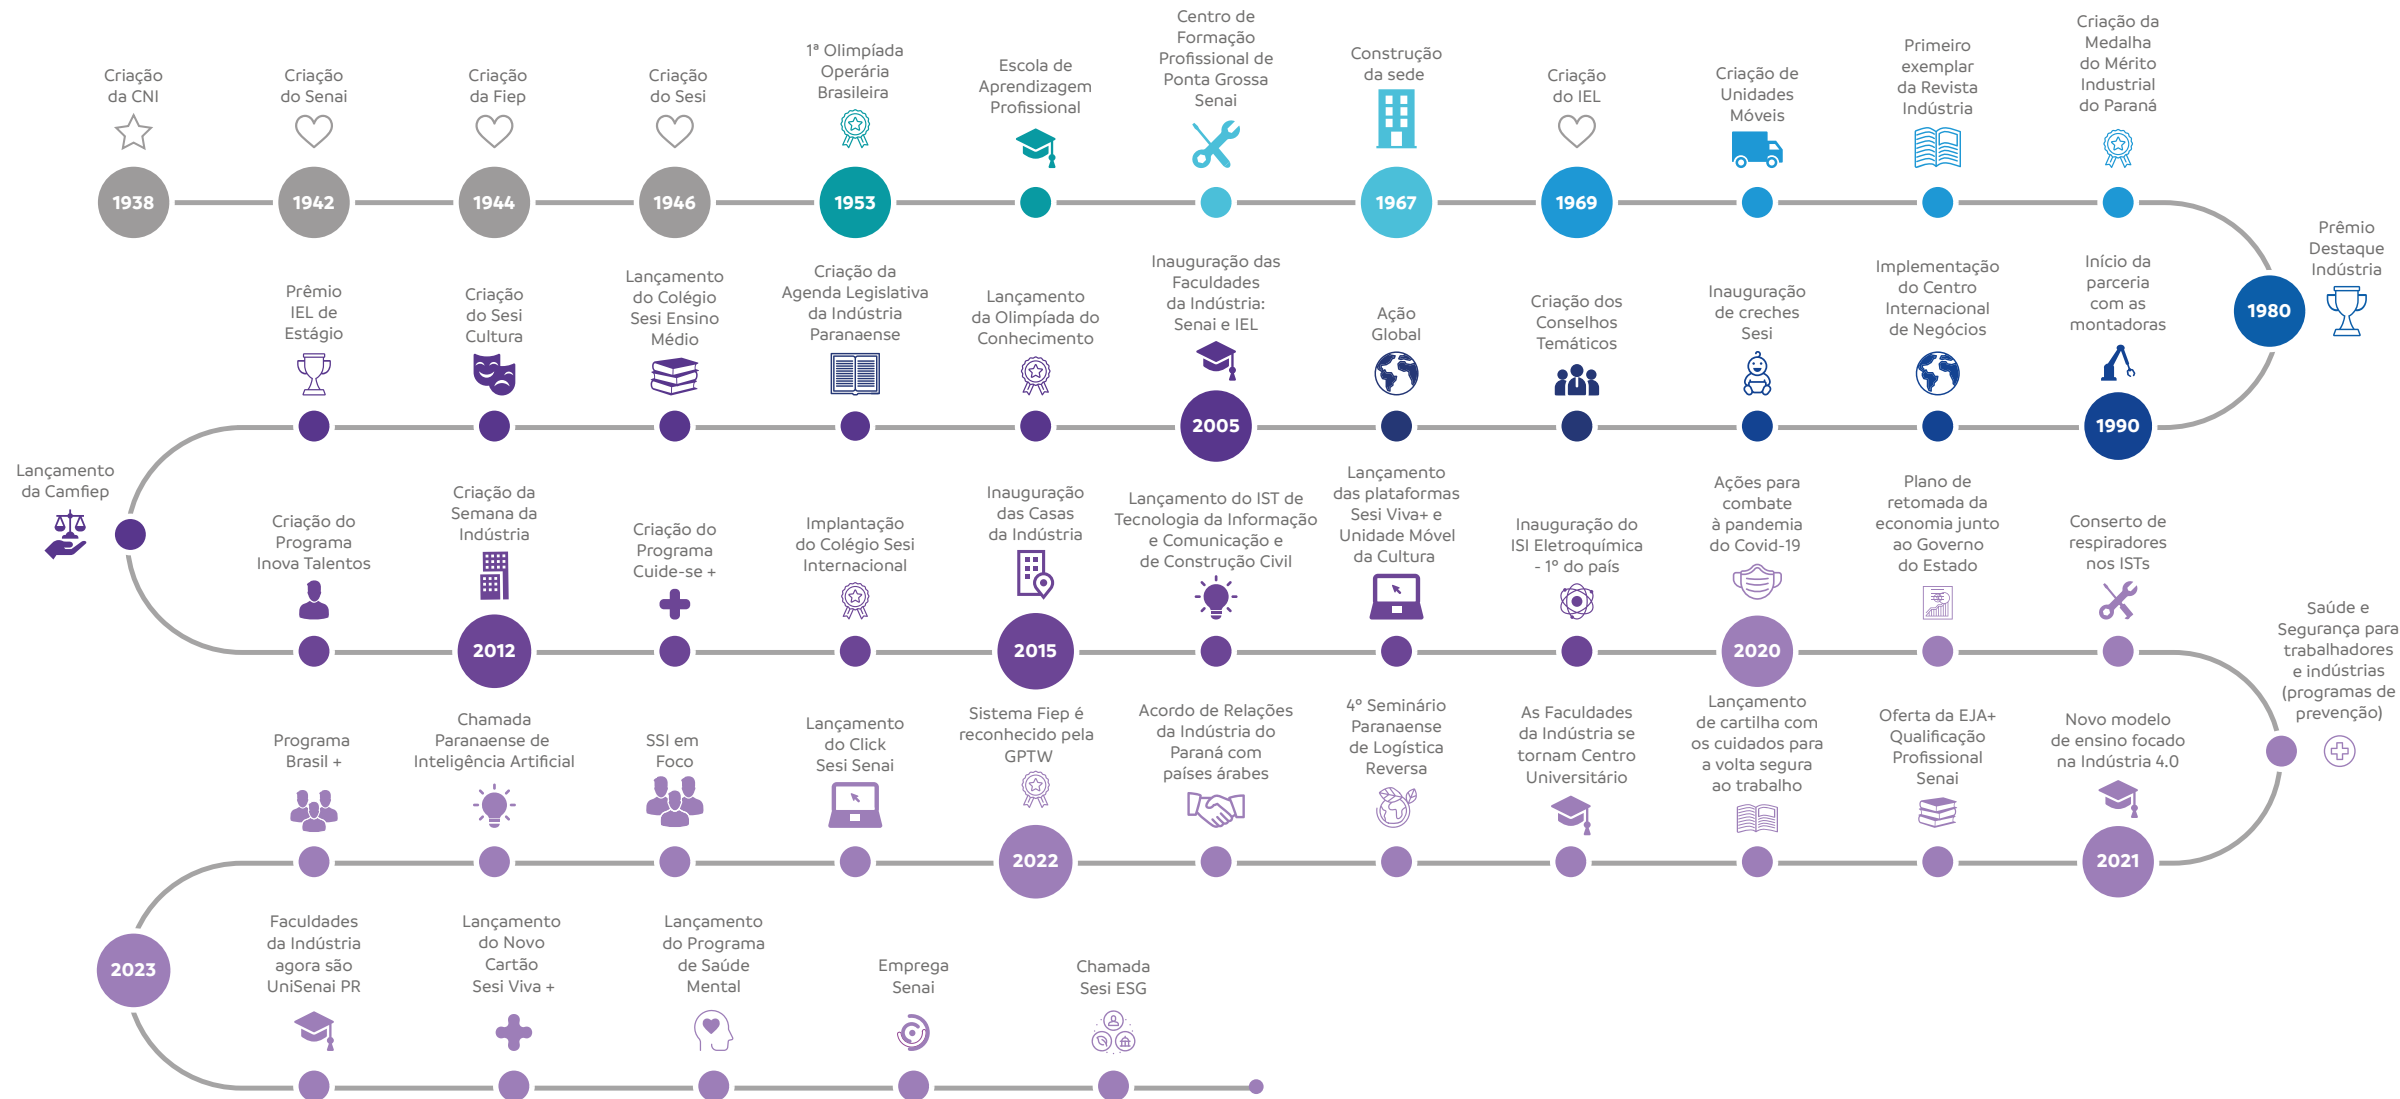 Criação
da CNI
1938
Criação
do Senai
1942
Criação
da Fiep
1944
Criação
do Sesi
1946
1ª Olimpíada
Operária
Brasileira
1953
Escola de
Aprendizagem
Profissional
Centro de
Formação
Profissional de
Ponta Grossa
Senai
Construção
da sede
1967
Criação
do IEL
1969
Criação de
Unidades
Móveis
Primeiro
exemplar
da Revista
Indústria
Criação da
Medalha
do Mérito
Industrial
do Paraná
Prêmio
Destaque
Indústria
1980
Início da
parceria
com as
montadoras
1990
Implementação
do Centro
Internacional
de Negócios
Inauguração
de creches
Sesi
Criação dos
Conselhos
Temáticos
Ação
Global
Inauguração das
Faculdades
da Indústria:
Senai e IEL
2005
Lançamento
da Olimpíada do
Conhecimento
Criação da
Agenda Legislativa
da Indústria
Paranaense
Lançamento
do Colégio
Sesi Ensino
Médio
Criação
do Sesi
Cultura
Prêmio
IEL de
Estágio
Lançamento
da Camfiep
Criação do
Programa
Inova Talentos
Criação da
Semana da
Indústria
2012
Criação do
Programa
Cuide-se +
Implantação
do Colégio Sesi
Internacional
Inauguração
das Casas
da Indústria
2015
Lançamento do IST de
Tecnologia da Informação
e Comunicação e
de Construção Civil
Lançamento
das plataformas
Sesi Viva+ e
Unidade Móvel
da Cultura
Inauguração do
ISI Eletroquímica
- 1º do país
Ações para
combate
à pandemia
do Covid-19
2020
Plano de
retomada da
economia junto
ao Governo
do Estado
Conserto de
respiradores
nos ISTs
Saúde e
Segurança para
trabalhadores
e indústrias
(programas de
prevenção)
Novo modelo
de ensino focado
na Indústria 4.0
2021
Oferta da EJA+
Qualificação
Profissional
Senai
Lançamento
de cartilha com
os cuidados para
a volta segura
ao trabalho
As Faculdades
da Indústria se
tornam Centro
Universitário
4º Seminário
Paranaense
de Logística
Reversa
Acordo de Relações
da Indústria do
Paraná com
países árabes
Sistema Fiep é
reconhecido pela
GPTW
2022
Lançamento
do Click
Sesi Senai
SSI em
Foco
Chamada
Paranaense de
Inteligência Artificial
Programa
Brasil +
2023
Faculdades
da Indústria
agora são
UniSenai PR
Lançamento
do Novo
Cartão
Sesi Viva +
Lançamento
do Programa
de Saúde
Mental
Emprega
Senai
Chamada
Sesi ESG